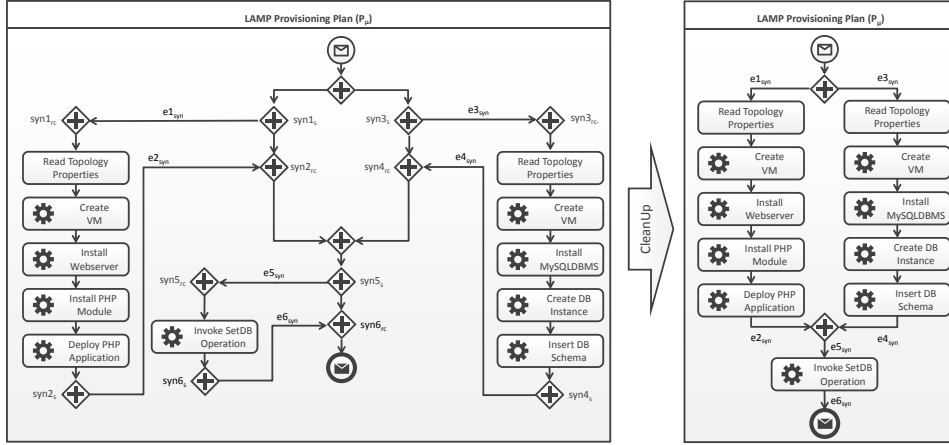 LAMP Provisioning Plan (Pμ)
e1syn
syn1rc
syn1s
syn3s
e3syn
syn3rc-
Read Topology
Properties
e2syn
syn2rc
syn4rc
e4syn
Read Topology
Properties
Create
VM
Create
VM
Install
Webserver
Install
MySQLDBMS
syn5rc
e5syn
syn5s
Install PHP
Module
Create DB
Instance
Invoke SetDB
Operation
e6syn
syn6rc
Deploy PHP
Application
Insert DB
Schema
syn6s
syn2s
syn4s
CleanUp
LAMP Provisioning Plan (Pμ)
e1syn
e3syn
Read Topology
Properties
Read Topology
Properties
Create
VM
Create
VM
Install
Webserver
Install
MySQLDBMS
Install PHP
Module
Create DB
Instance
Deploy PHP
Application
Insert DB
Schema
e2syn
e4syn
e5syn
Invoke SetDB
Operation
e6syn